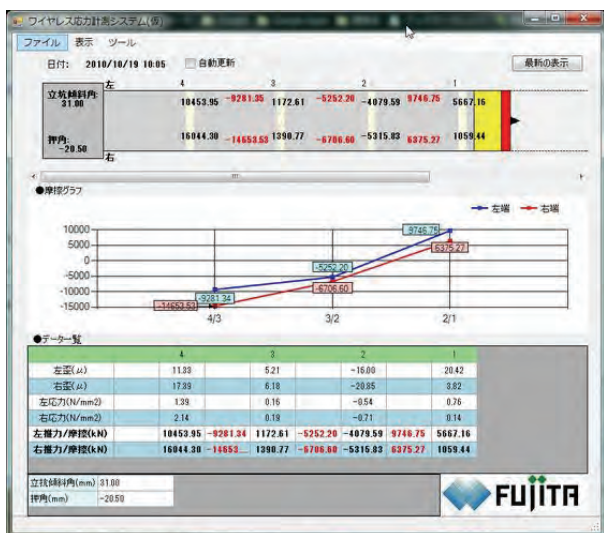 ワイヤレス応力計測システム(仮)
ファイル 表示 ツール
日付: 2010/10/19 10:05 自動更新 最新の表示
左 4 3 2 1
立坑傾斜角: 31.00
10453.95 -9281.35 1172.61 -5252.20 -4079.59 9746.75 5667.16
押角: -20.50
16044.30 -14653.53 1390.77 -6706.60 -5315.83 6375.27 1059.44
右
●摩擦グラフ
左端 右端
10000
5000
0
-5000
-10000
-15000
9746.75
6375.27
-5252.20
-6706.60
-9281.34
-14653.53
4/3 3/2 2/1
●データ一覧
4 3 2 1
左歪(μ) 11.33 5.21 -16.00 20.42
右歪(μ) 17.39 6.18 -20.85 3.82
左応力(N/mm2) 1.39 0.16 -0.54 0.76
右応力(N/mm2) 2.14 0.19 -0.71 0.14
左推力/摩擦(kN) 10453.95 -9281.34 1172.61 -5252.20 -4079.59 9746.75 5667.16
右推力/摩擦(kN) 16044.30 -14653... 1390.77 -6706.60 -5315.83 6375.27 1059.44
立坑傾斜角(mm) 31.00
押角(mm) -20.50
FUJITA